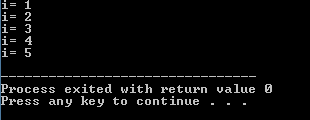 i= 1
i= 2
i= 3
i= 4
i= 5
--------------------------------
Process exited with return value 0
Press any key to continue . . .